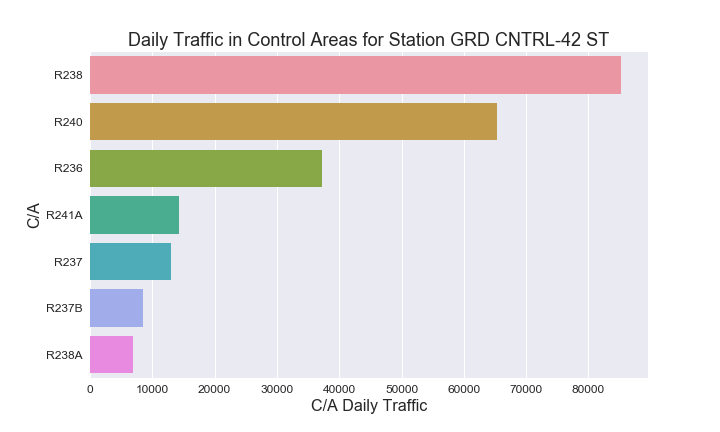 Daily Traffic in Control Areas for Station GRD CNTRL-42 ST
R238
R240
R236
R241A
R237
R237B
R238A
C/A
0 10000 20000 30000 40000 50000 60000 70000 80000
C/A Daily Traffic